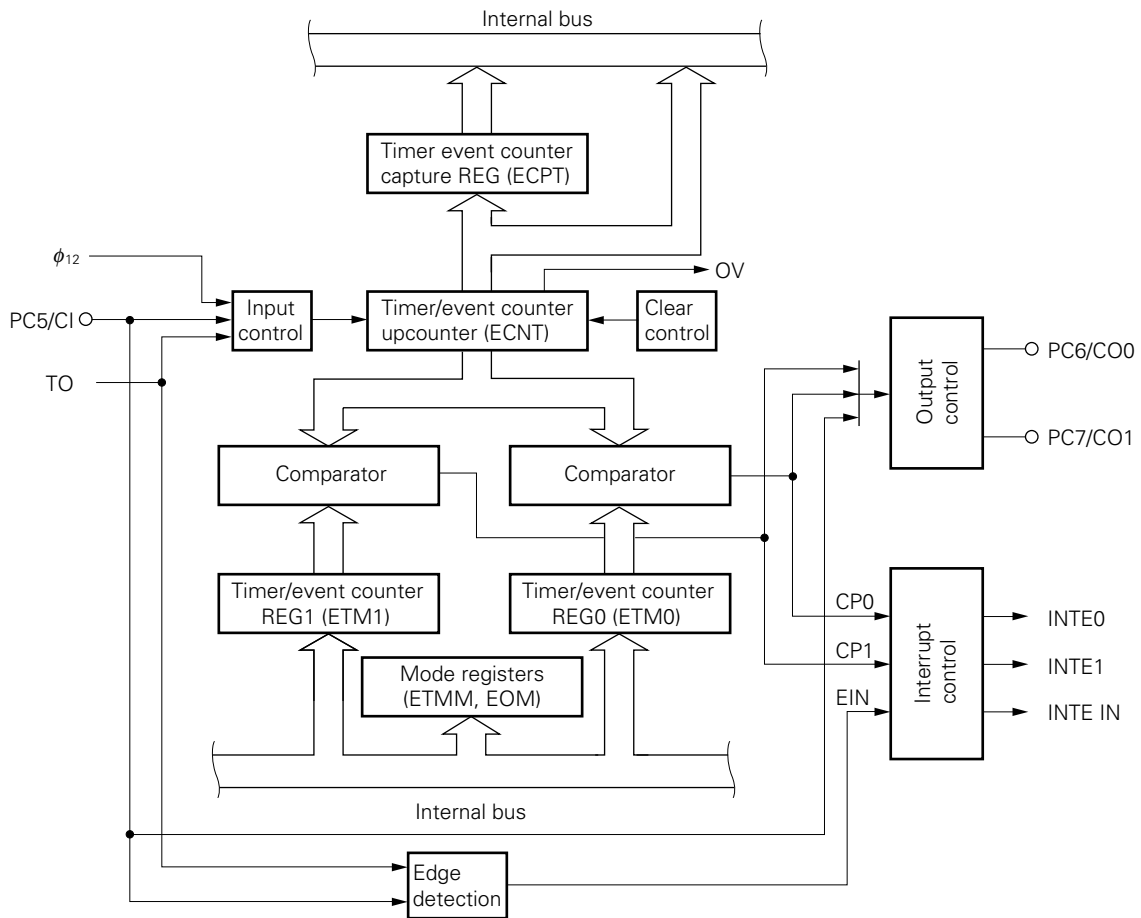 Internal bus
Timer event counter
capture REG (ECPT)
ϕ12
OV
PC5/CI
Input
control
Timer/event counter
upcounter (ECNT)
Clear
control
TO
Output
control
PC6/CO0
PC7/CO1
Comparator
Comparator
Timer/event counter
REG1 (ETM1)
Timer/event counter
REG0 (ETM0)
Mode registers
(ETMM, EOM)
CP0
CP1
EIN
Interrupt
control
INTE0
INTE1
INTE IN
Internal bus
Edge
detection